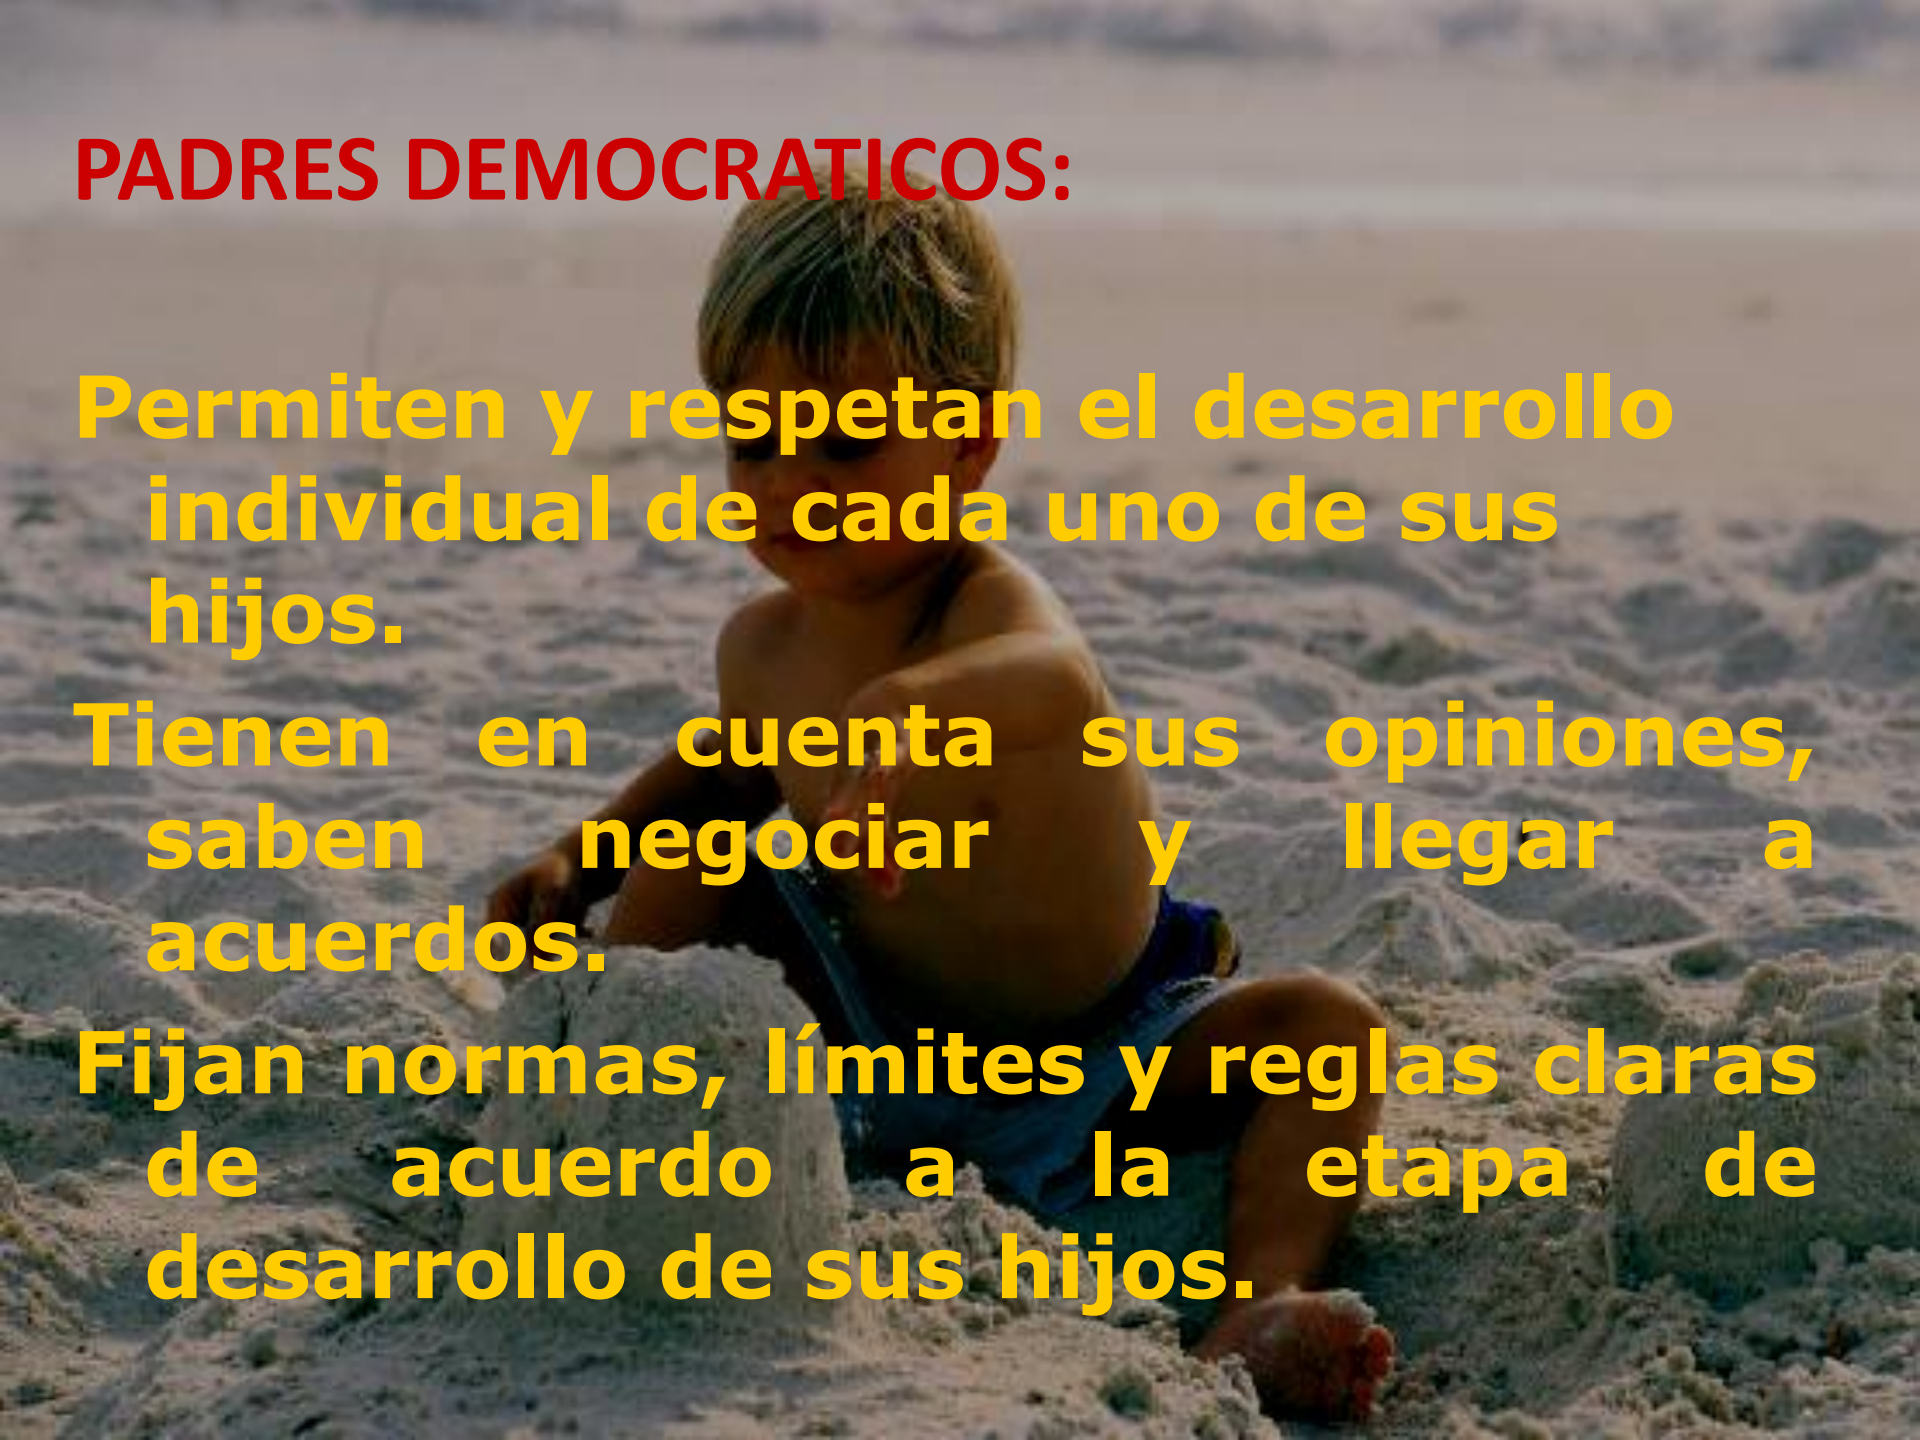 PADRES DEMOCRATICOS:
Permiten y respetan el desarrollo
individual de cada uno de sus
hijos.
Tienen en cuenta sus opiniones,
saben negociar y llegar a
acuerdos.
Fijan normas, límites y reglas claras
de acuerdo a la etapa de
desarrollo de sus hijos.